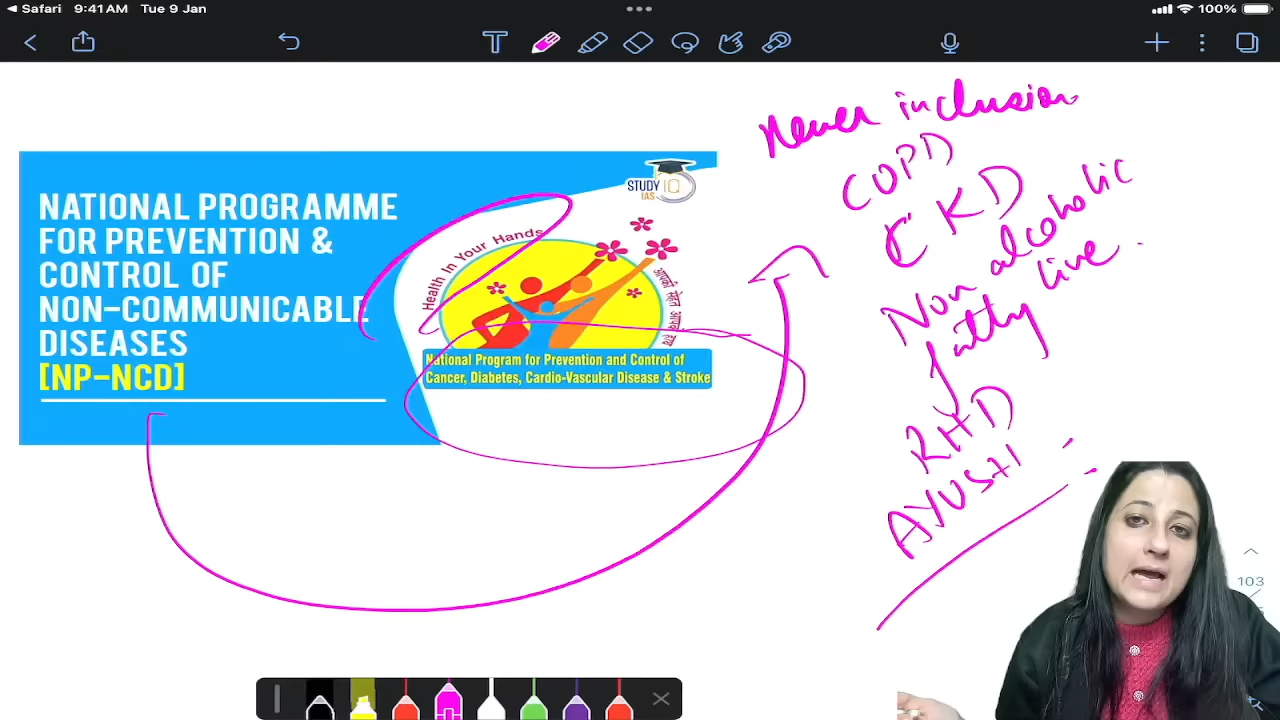 Safari 9:41 AM Tue 9 Jan
100%
NATIONAL PROGRAMME
FOR PREVENTION &
CONTROL OF
NON-COMMUNICABLE
DISEASES
[NP-NCD]
STUDY IQ
IAS
Health In Your Hands
National Program for Prevention and Control of
Cancer, Diabetes, Cardio-Vascular Disease & Stroke
Newer inclusion
COPD
CKD
Non alcoholic
fatty live
RHD
AYUSH
103